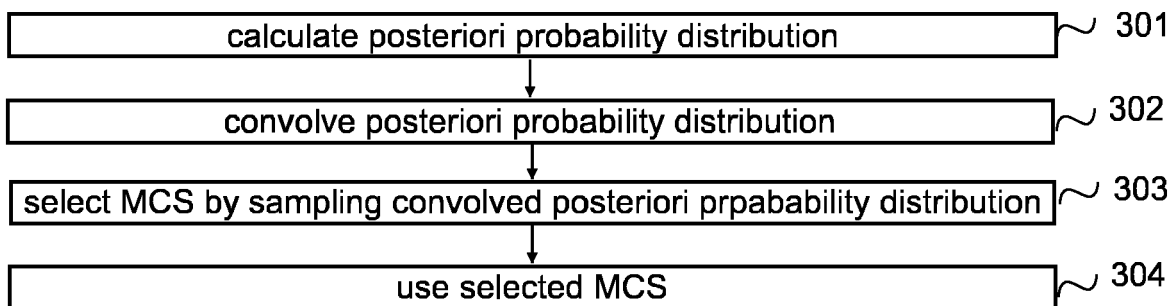 calculate posteriori probability distribution 301
convolve posteriori probability distribution 302
select MCS by sampling convolved posteriori prpabability distribution 303
use selected MCS 304